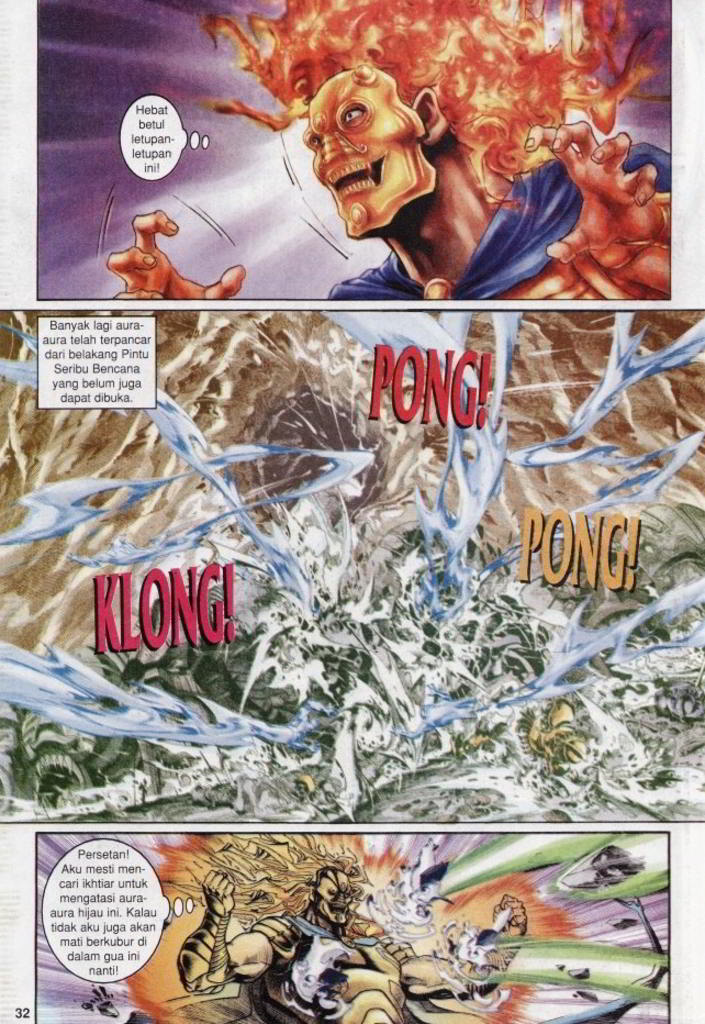 Hebat
betul
letupan-
letupan
ini!
Banyak lagi aura-
aura telah terpancar
dari belakang Pintu
Seribu Bencana
yang belum juga
dapat dibuka.
PONG!
PONG!
KLONG!
Persetan!
Aku mesti men-
cari ikhtiar untuk
mengatasi aura-
aura hijau ini. Kalau
tidak aku juga akan
mati berkubur di
dalam gua ini
nanti!
32